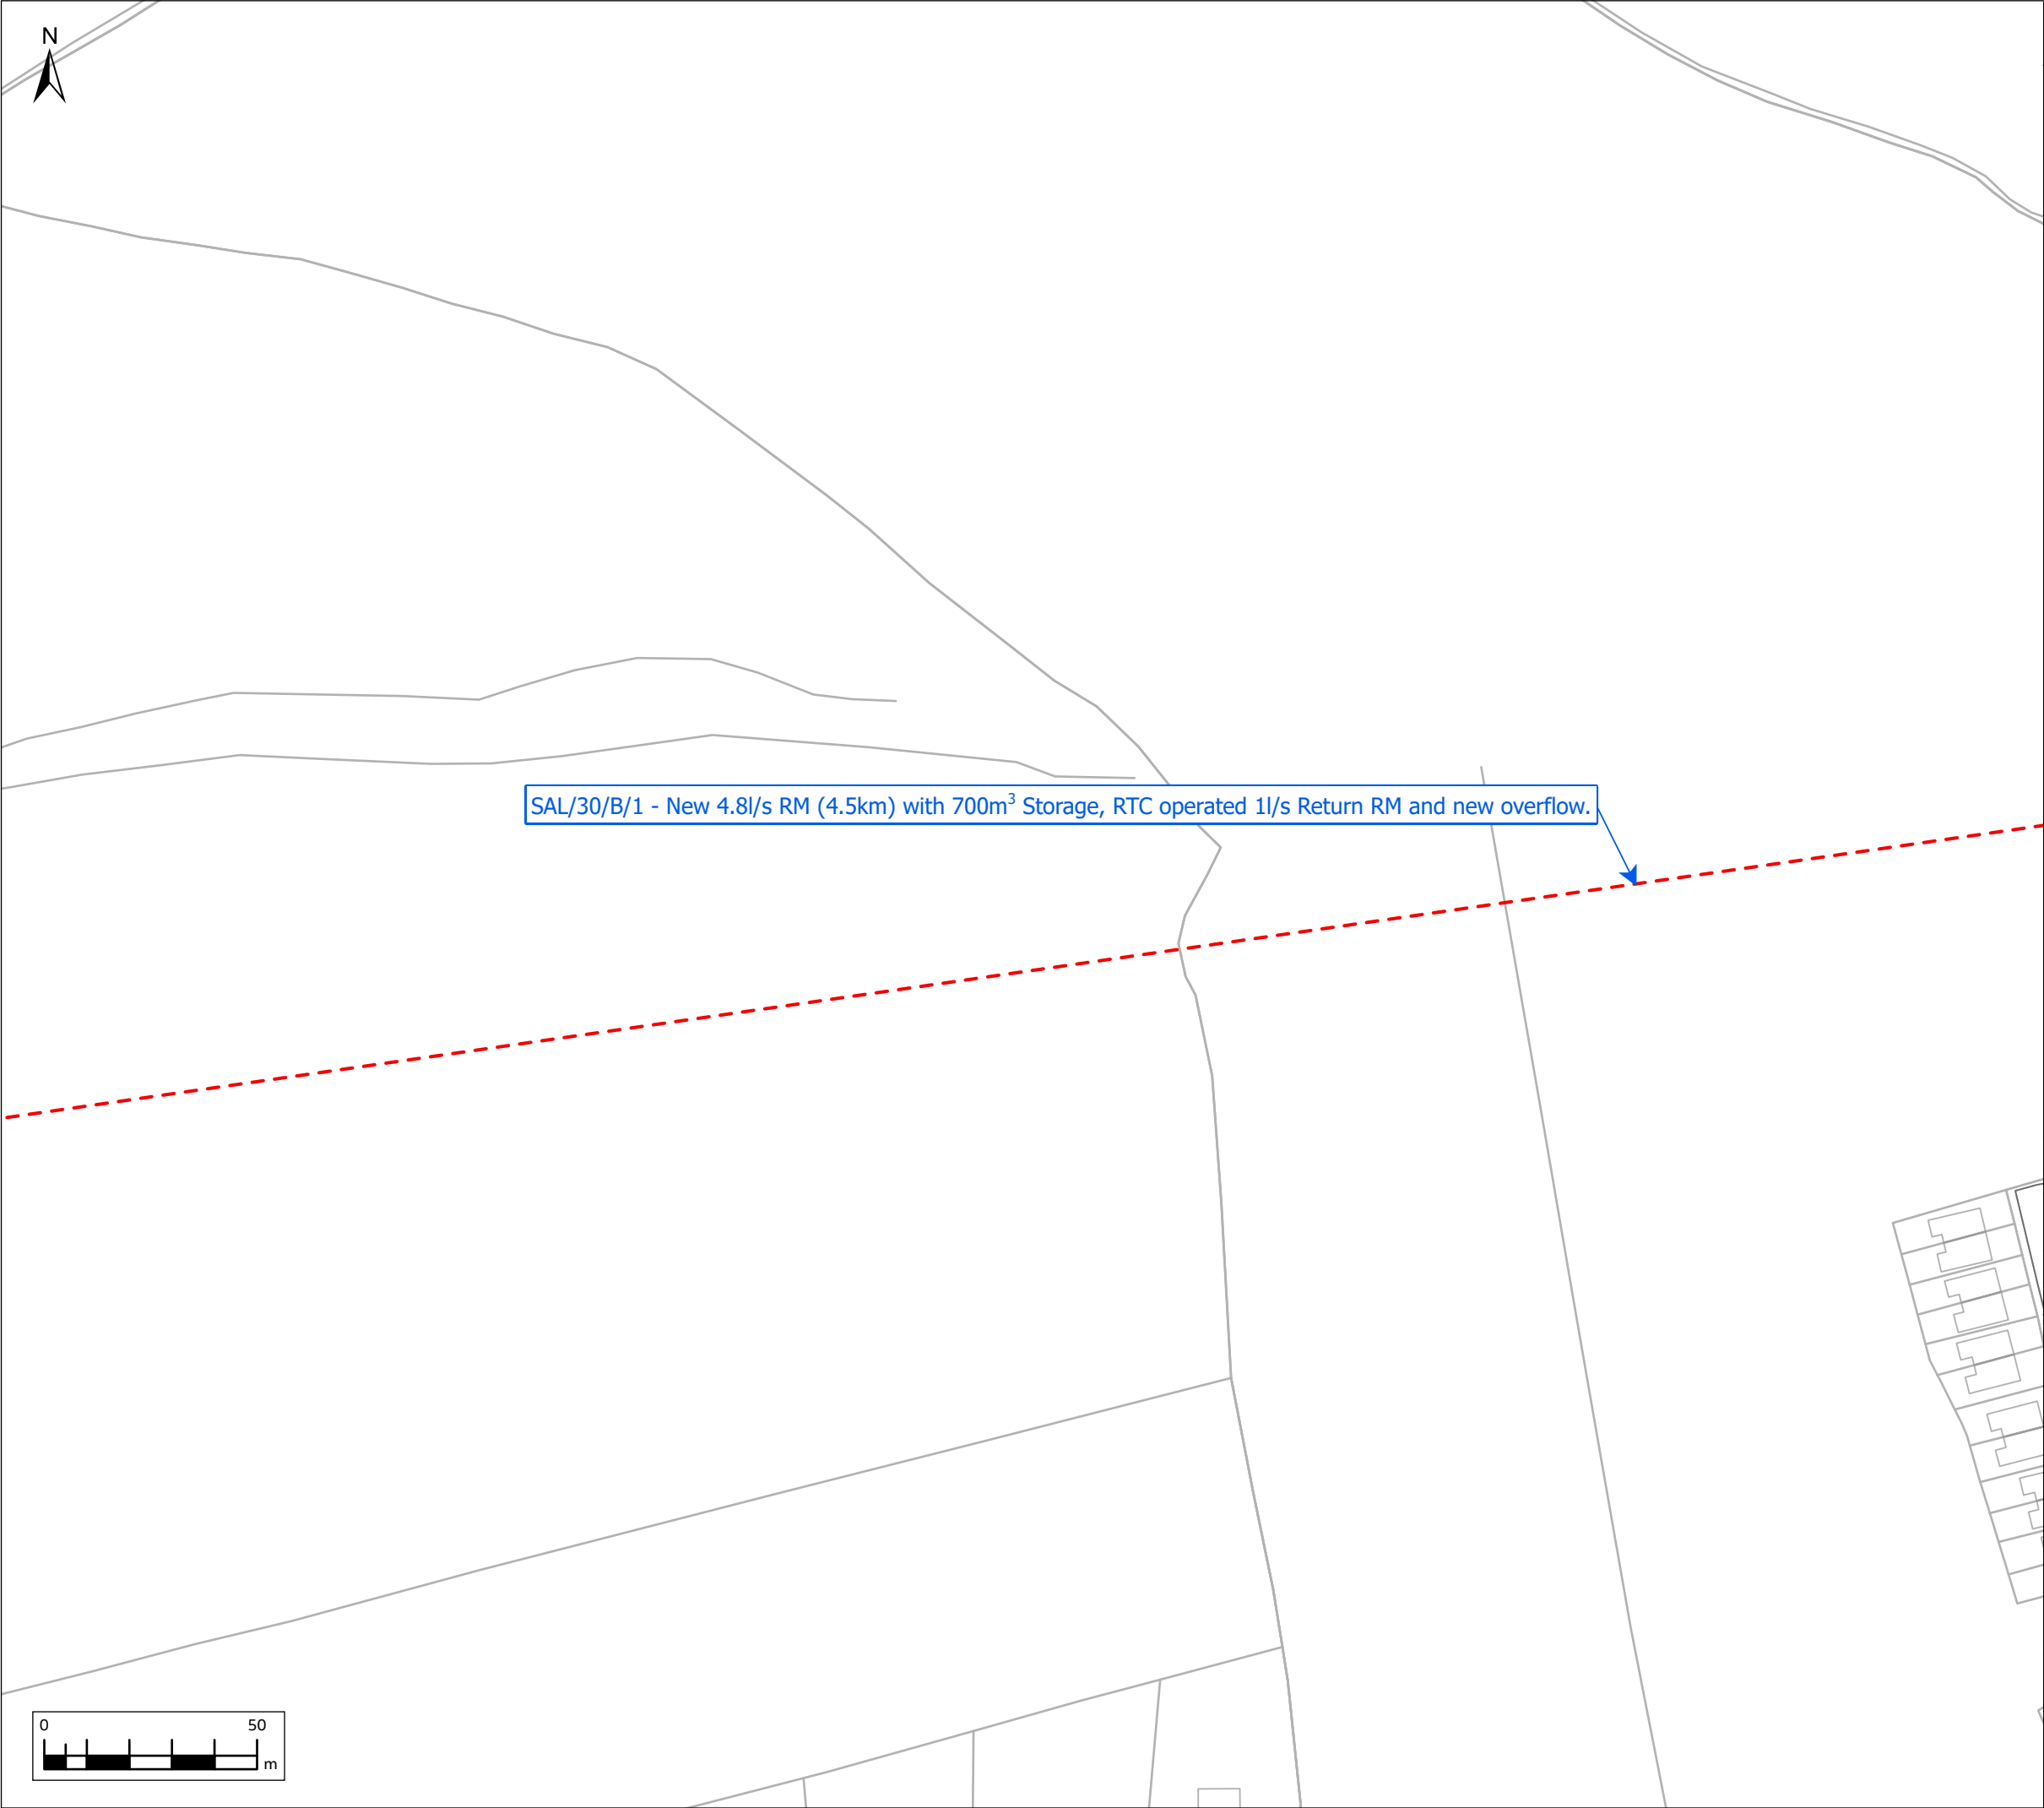 N
SAL/30/B/1 - New 4.8l/s RM (4.5km) with 700m³ Storage, RTC operated 1l/s Return RM and new overflow.
0 50
m